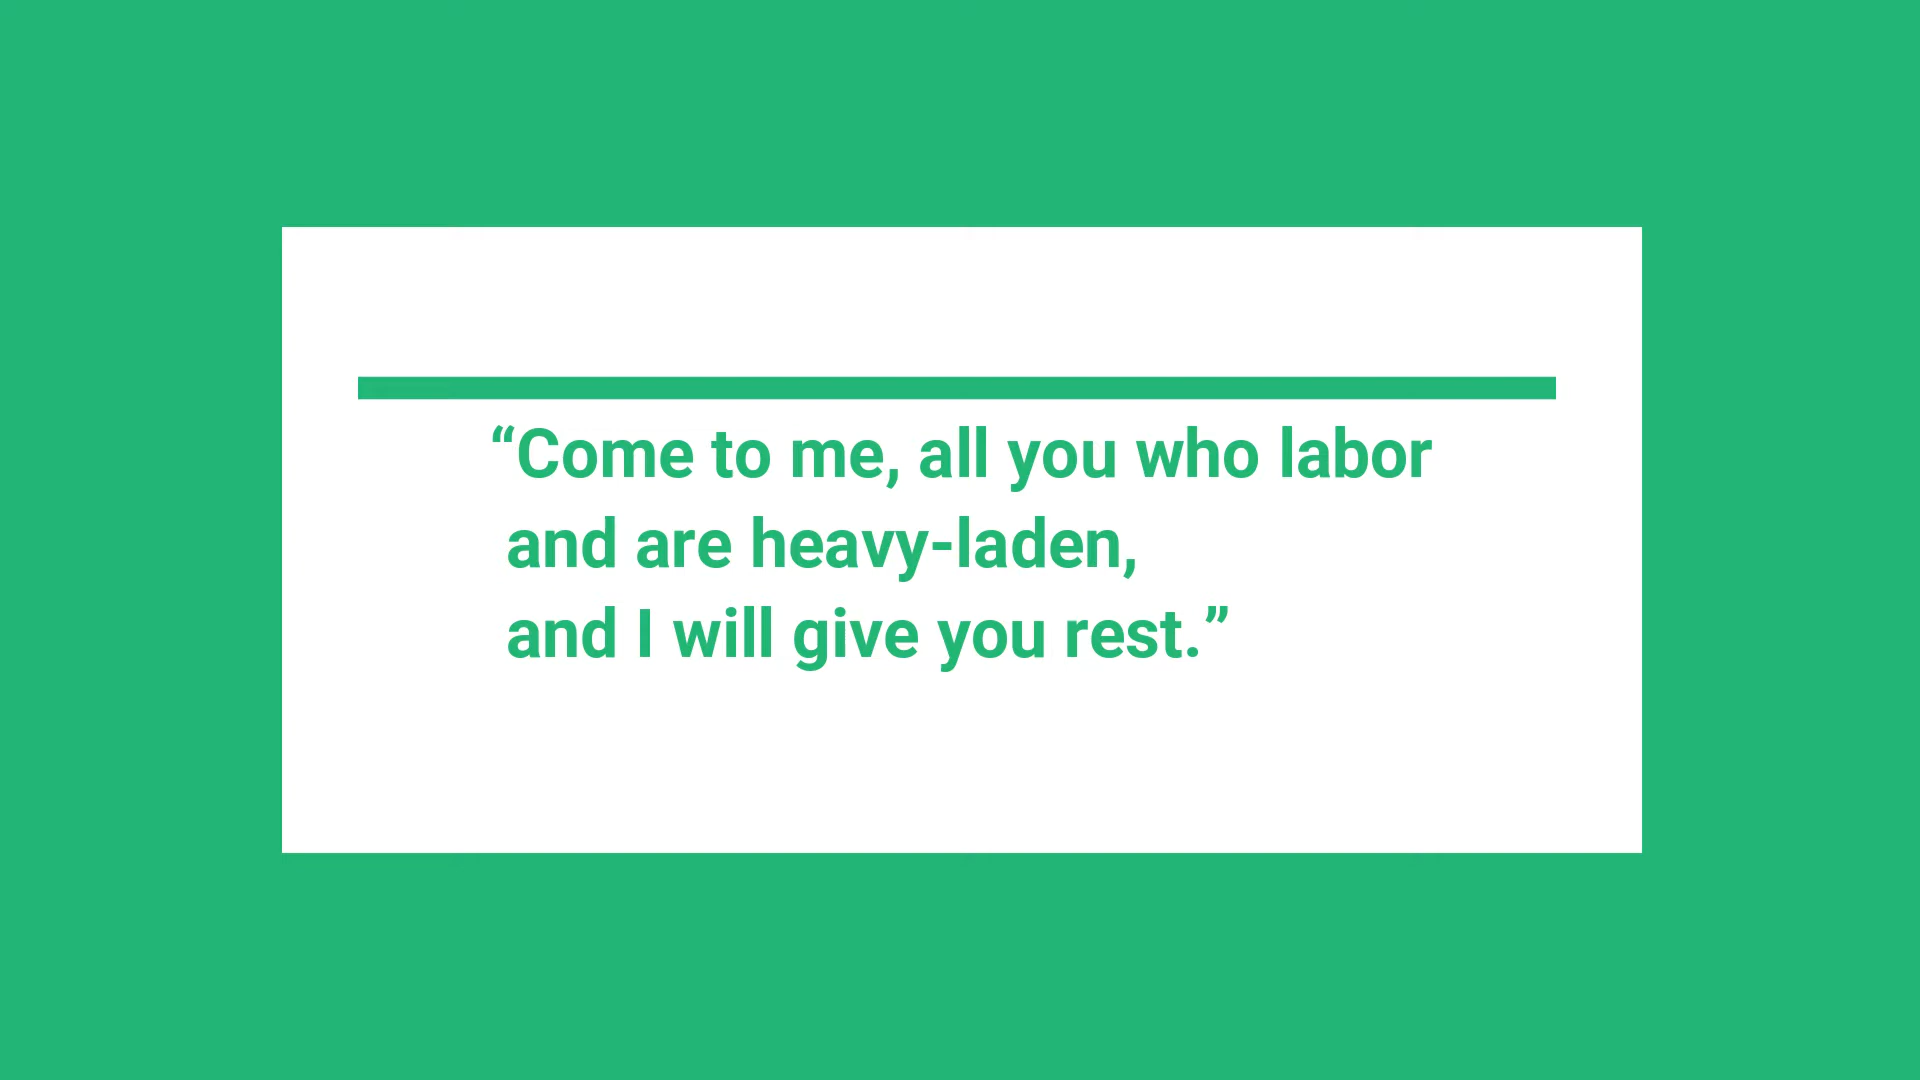 “Come to me, all you who labor
and are heavy-laden,
and I will give you rest.”